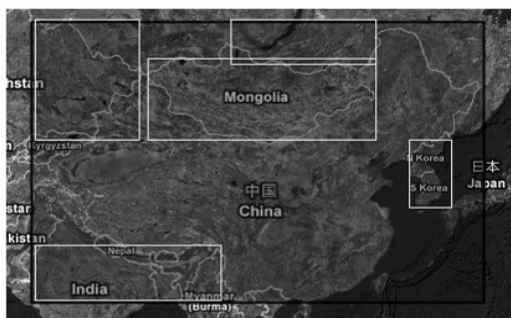 hstan
Mongolia
Kyrgyzstan
N Korea
日本
Japan
S Korea
中国
China
stan
kistan
Nepal
India
Myanmar
(Burma)